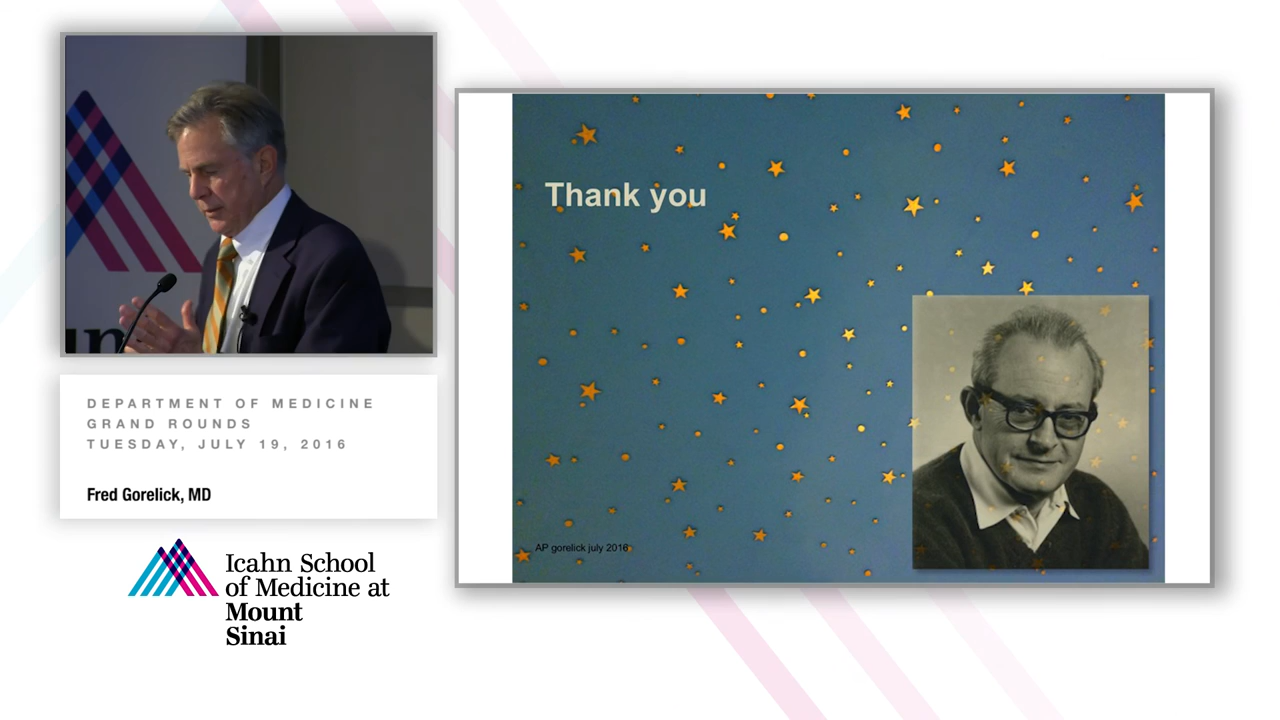 DEPARTMENT OF MEDICINE
GRAND ROUNDS
TUESDAY, JULY 19, 2016
Fred Gorelick, MD
Icahn School
of Medicine at
Mount
Sinai
Thank you
AP gorelick july 2016